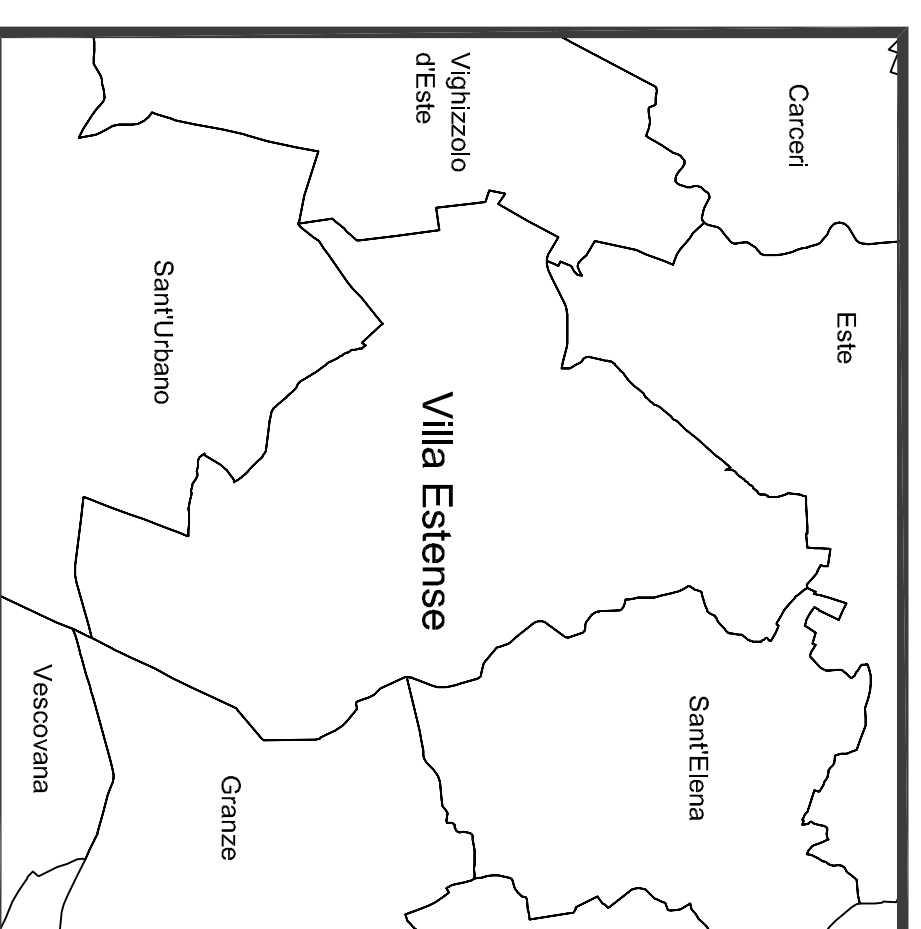 Este
Carceri
Sant'Elena
Vighizzolo
d'Este
Villa Estense
Granze
Sant'Urbano
Vescovana